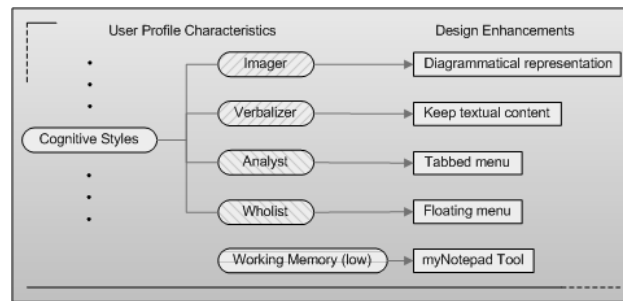 User Profile Characteristics Design Enhancements
Imager Diagrammatical representation
Verbalizer Keep textual content
Cognitive Styles
Analyst Tabbed menu
Wholist Floating menu
Working Memory (low) myNotepad Tool